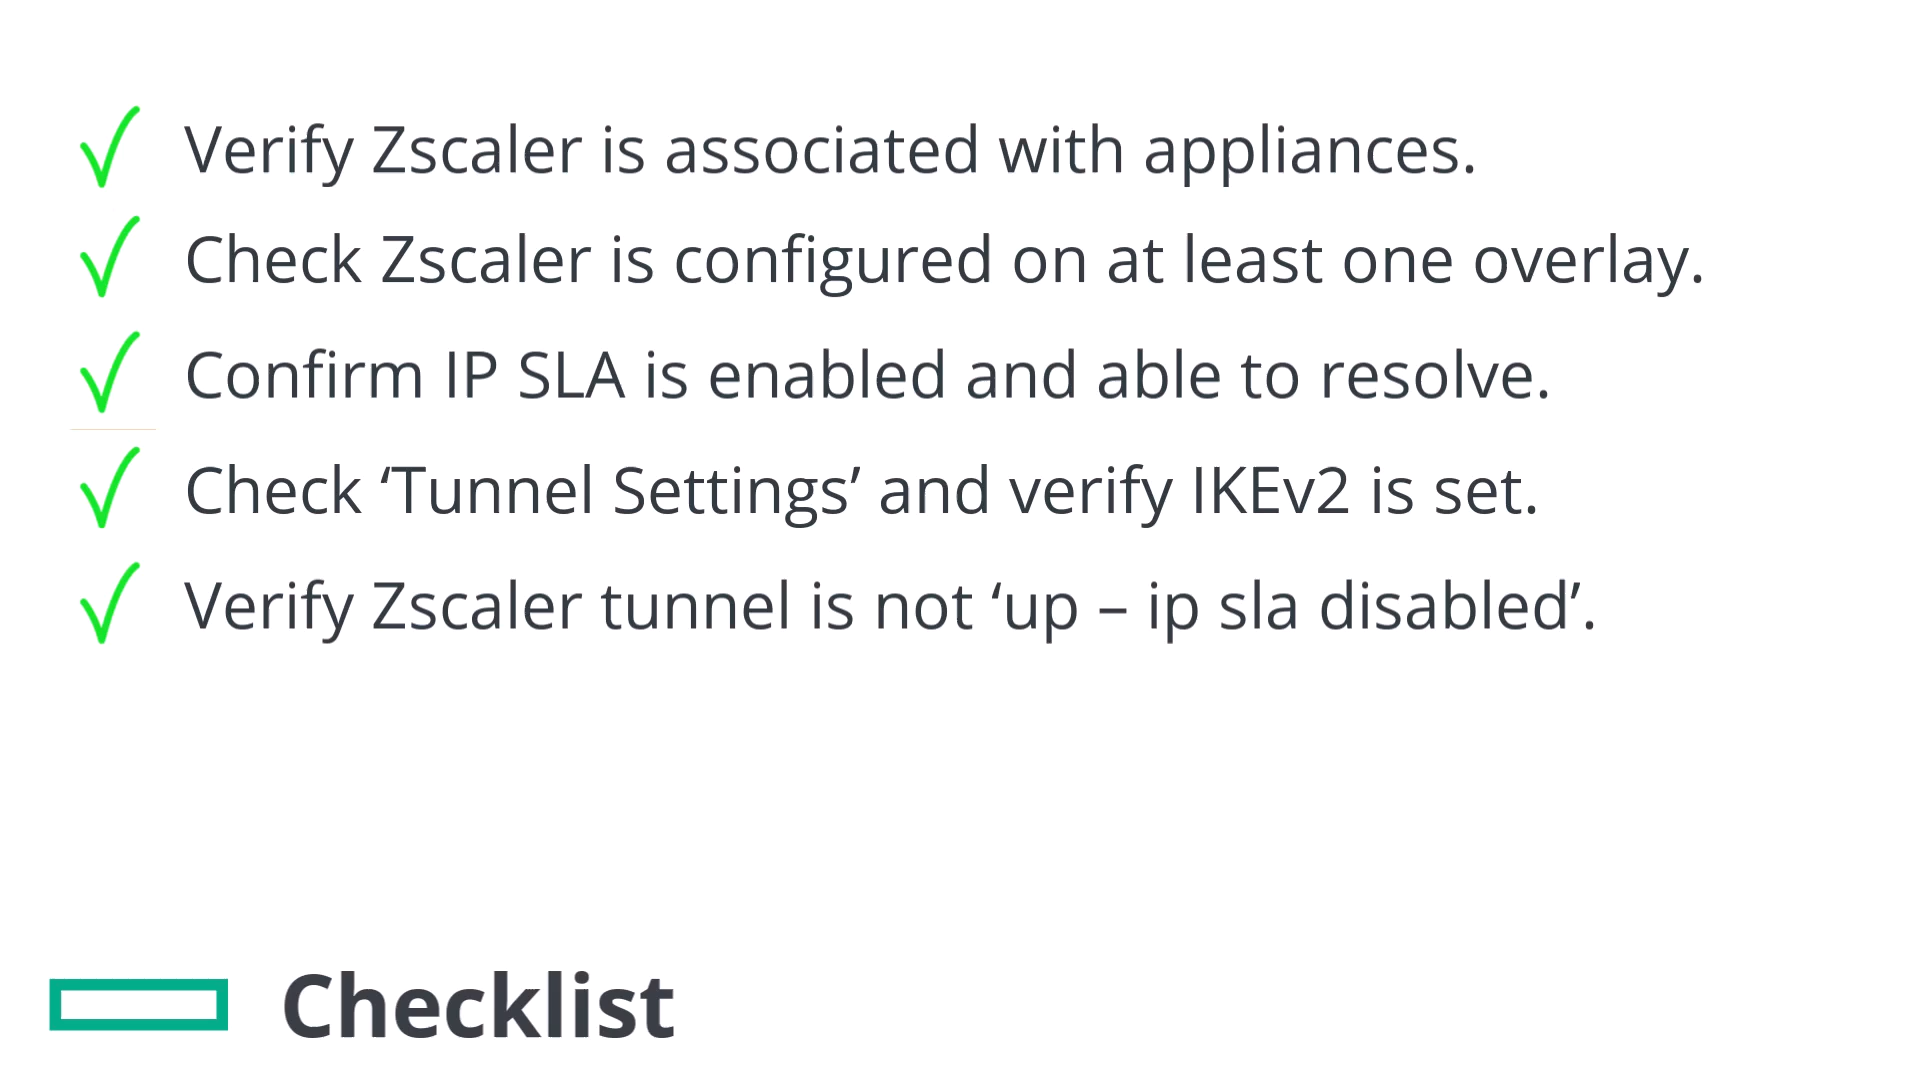 Verify Zscaler is associated with appliances.
Check Zscaler is configured on at least one overlay.
Confirm IP SLA is enabled and able to resolve.
Check ‘Tunnel Settings’ and verify IKEv2 is set.
Verify Zscaler tunnel is not ‘up – ip sla disabled’.
Checklist